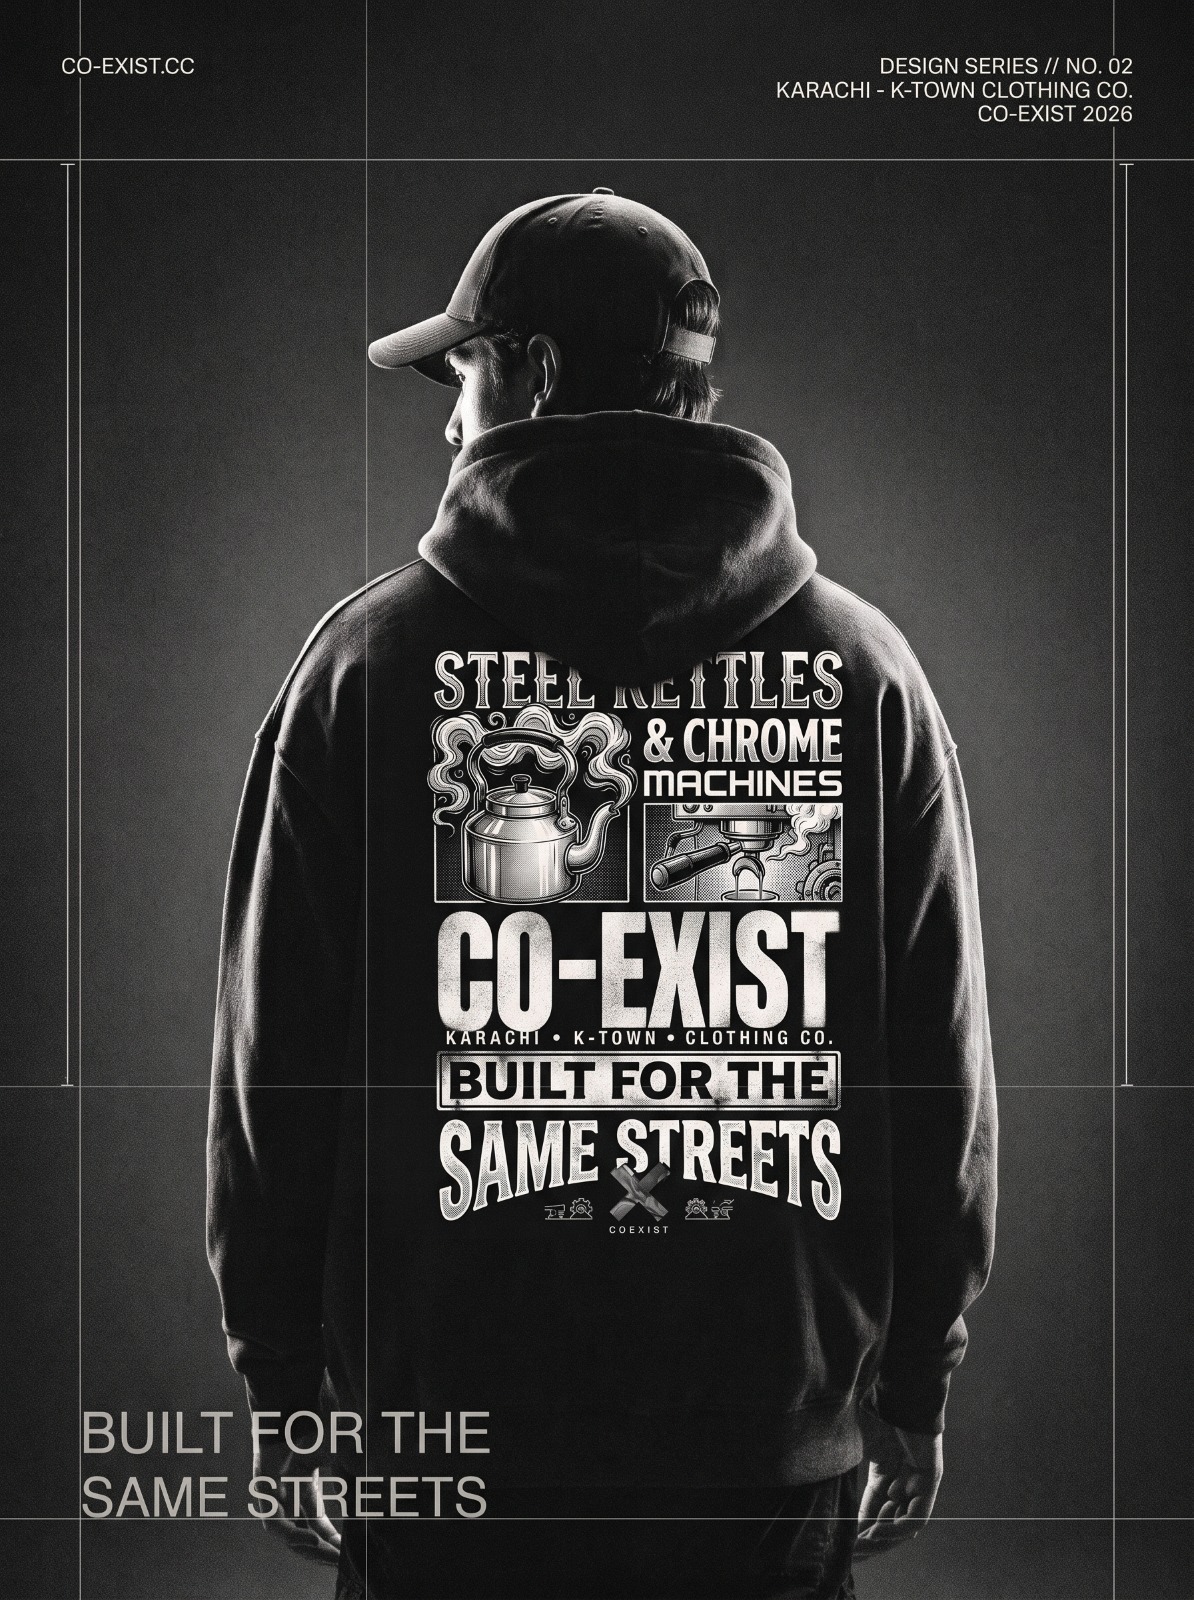 CO-EXIST.CC
DESIGN SERIES // NO. 02
KARACHI - K-TOWN CLOTHING CO.
CO-EXIST 2026
STEEL KETTLES
& CHROME
MACHINES
CO-EXIST
KARACHI • K-TOWN • CLOTHING CO.
BUILT FOR THE
SAME STREETS
COEXIST
BUILT FOR THE
SAME STREETS